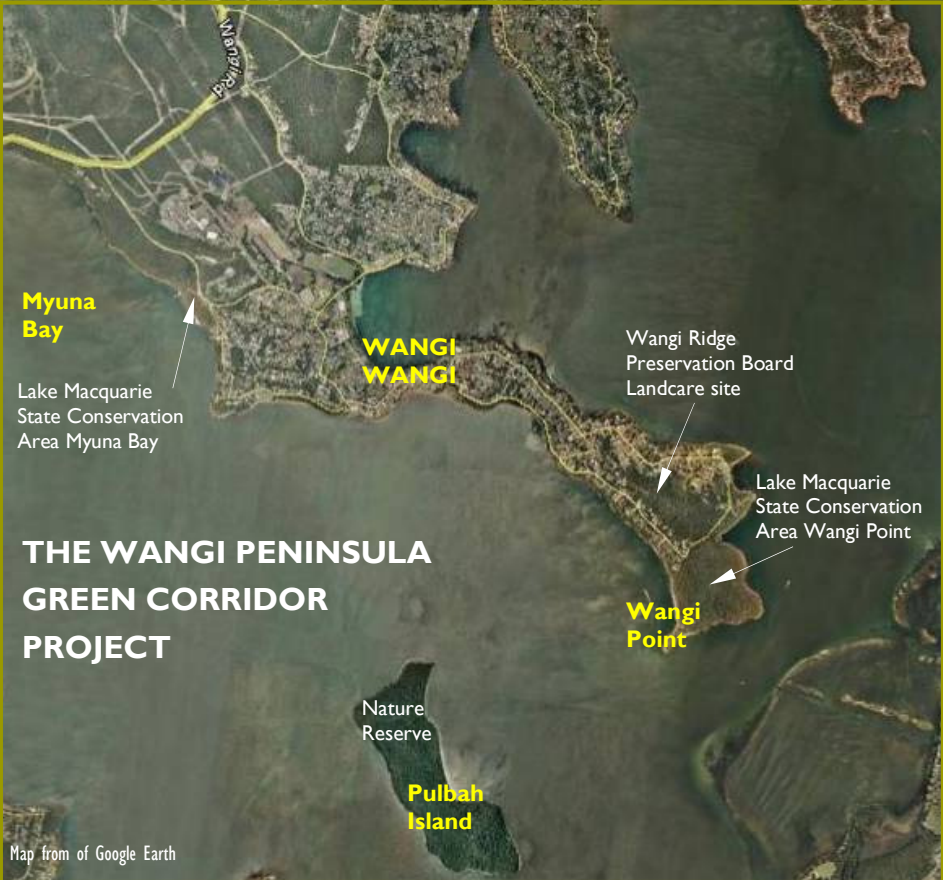 Wangi Rd
Myuna
Bay
Lake Macquarie
State Conservation
Area Myuna Bay
WANGI
WANGI
Wangi Ridge
Preservation Board
Landcare site
Lake Macquarie
State Conservation
Area Wangi Point
THE WANGI PENINSULA
GREEN CORRIDOR
PROJECT
Wangi
Point
Nature
Reserve
Pulbah
Island
Map from of Google Earth